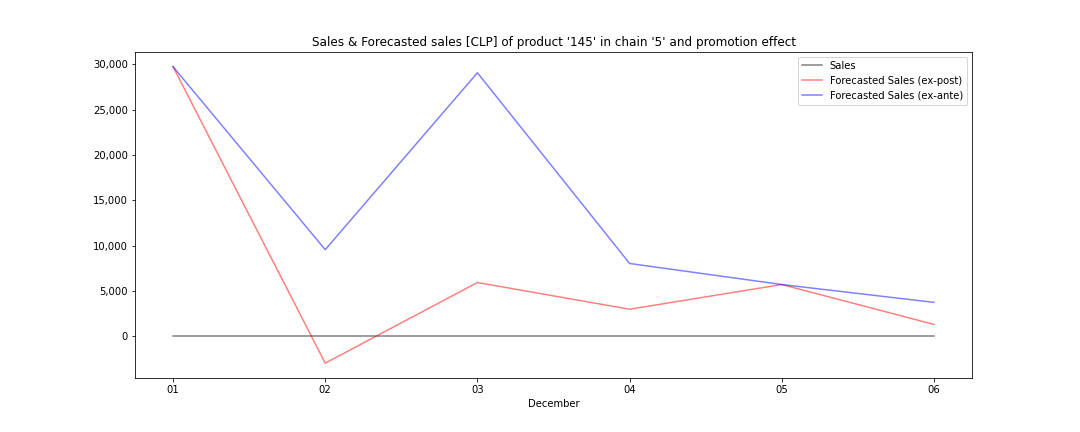 Sales & Forecasted sales [CLP] of product '145' in chain '5' and promotion effect
Sales
Forecasted Sales (ex-post)
Forecasted Sales (ex-ante)
30,000
25,000
20,000
15,000
10,000
5,000
0
01 02 03 04 05 06
December